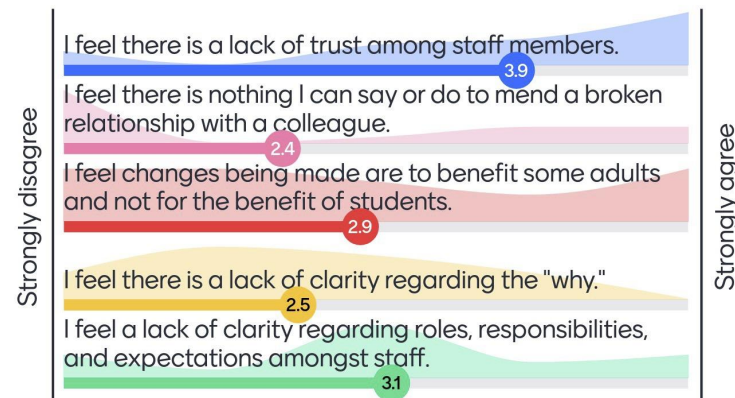 Strongly disagree
I feel there is a lack of trust among staff members.
3.9
I feel there is nothing I can say or do to mend a broken
relationship with a colleague.
2.4
I feel changes being made are to benefit some adults
and not for the benefit of students.
2.9
I feel there is a lack of clarity regarding the "why."
2.5
I feel a lack of clarity regarding roles, responsibilities,
and expectations amongst staff.
3.1
Strongly agree